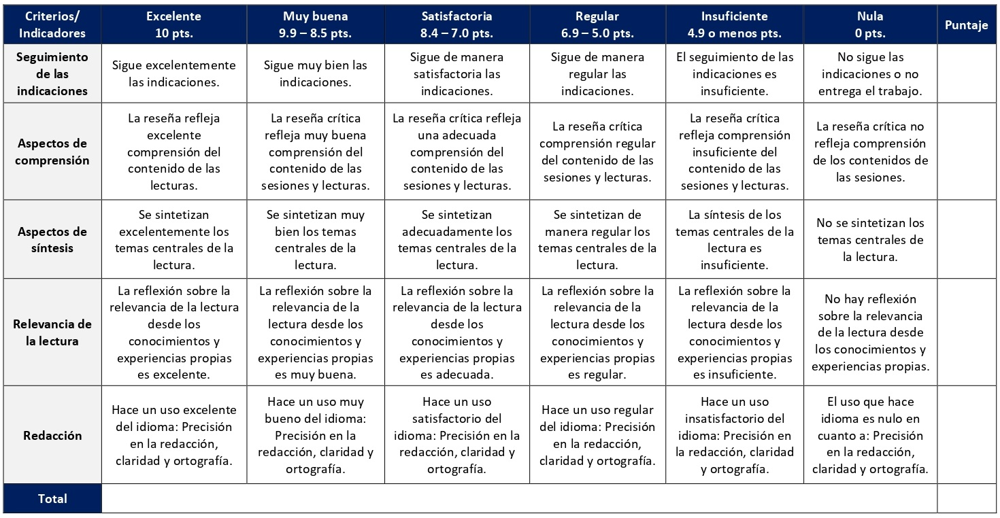 Criterios/
Indicadores
Excelente
10 pts.
Muy buena
9.9 – 8.5 pts.
Satisfactoria
8.4 – 7.0 pts.
Regular
6.9 – 5.0 pts.
Insuficiente
4.9 o menos pts.
Nula
0 pts.
Puntaje
Seguimiento
de las
indicaciones
Sigue excelentemente
las indicaciones.
Sigue muy bien las
indicaciones.
Sigue de manera
satisfactoria las
indicaciones.
Sigue de manera
regular las
indicaciones.
El seguimiento de las
indicaciones es
insuficiente.
No sigue las
indicaciones o no
entrega el trabajo.
Aspectos de
comprensión
La reseña refleja
excelente
comprensión del
contenido de las
lecturas.
La reseña crítica
refleja muy buena
comprensión del
contenido de las
sesiones y lecturas.
La reseña crítica refleja
una adecuada
comprensión del
contenido de las
sesiones y lecturas.
La reseña crítica
comprensión regular
del contenido de las
sesiones y lecturas.
La reseña crítica
refleja comprensión
insuficiente del
contenido de las
sesiones y lecturas.
La reseña crítica no
refleja comprensión
de los contenidos de
las sesiones.
Aspectos de
síntesis
Se sintetizan
excelentemente los
temas centrales de la
lectura.
Se sintetizan muy
bien los temas
centrales de la
lectura.
Se sintetizan
adecuadamente los
temas centrales de la
lectura.
Se sintetizan de
manera regular los
temas centrales de la
lectura.
La síntesis de los
temas centrales de la
lectura es
insuficiente.
No se sintetizan los
temas centrales de
la lectura.
Relevancia de
la lectura
La reflexión sobre la
relevancia de la lectura
desde los
conocimientos y
experiencias propias
es excelente.
La reflexión sobre la
relevancia de la
lectura desde los
conocimientos y
experiencias propias
es muy buena.
La reflexión sobre la
relevancia de la lectura
desde los
conocimientos y
experiencias propias
es adecuada.
La reflexión sobre la
relevancia de la
lectura desde los
conocimientos y
experiencias propias
es regular.
La reflexión sobre la
relevancia de la
lectura desde los
conocimientos y
experiencias propias
es insuficiente.
No hay reflexión
sobre la relevancia
de la lectura desde
los conocimientos y
experiencias propias.
Redacción
Hace un uso excelente
del idioma: Precisión
en la redacción,
claridad y ortografía.
Hace un uso muy
bueno del idioma:
Precisión en la
redacción, claridad y
ortografía.
Hace un uso
satisfactorio del
idioma: Precisión en la
redacción, claridad y
ortografía.
Hace un uso regular
del idioma: Precisión
en la redacción,
claridad y ortografía.
Hace un uso
insatisfactorio del
idioma: Precisión en
la redacción, claridad
y ortografía.
El uso que hace
idioma es nulo en
cuanto a: Precisión
en la redacción,
claridad y ortografía.
Total